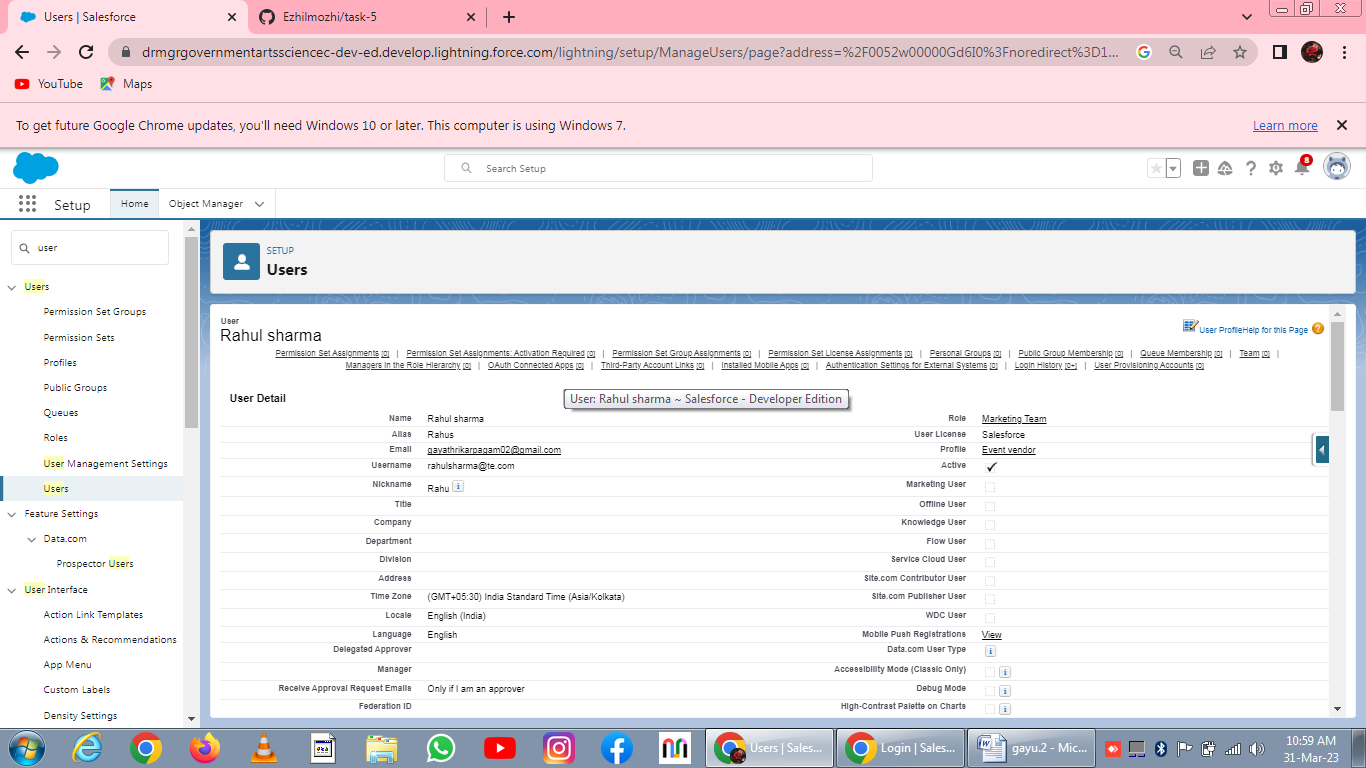 Users | Salesforce
Ezhilmozhi/task-5
drmgrgovernmentartssciencec-dev-ed.develop.lightning.force.com/lightning/setup/ManageUsers/page?address=%2F0052w00000Gd6I0%3Fnoredirect%3D1...
YouTube
Maps
To get future Google Chrome updates, you'll need Windows 10 or later. This computer is using Windows 7.
Learn more
Search Setup
8
Setup
Home
Object Manager
user
Users
Permission Set Groups
Permission Sets
Profiles
Public Groups
Queues
Roles
User Management Settings
Users
Feature Settings
Data.com
Prospector Users
User Interface
Action Link Templates
Actions & Recommendations
App Menu
Custom Labels
Density Settings
SETUP
Users
User
Rahul sharma
User Profile Help for this Page ?
Permission Set Assignments [0] | Permission Set Assignments: Activation Required [0] | Permission Set Group Assignments [0] | Permission Set License Assignments [0] | Personal Groups [0] | Public Group Membership [0] | Queue Membership [0] | Team [0] |
Managers in the Role Hierarchy [0] | OAuth Connected Apps [0] | Third-Party Account Links [0] | Installed Mobile Apps [0] | Authentication Settings for External Systems [0] | Login History [0+] | User Provisioning Accounts [0]
User Detail
User: Rahul sharma ~ Salesforce - Developer Edition
Name Rahul sharma Role Marketing Team
Alias Rahus User License Salesforce
Email gayathrikarpagam02@gmail.com Profile Event vendor
Username rahulsharma@te.com Active ✓
Nickname Rahu i Marketing User
Title Offline User
Company Knowledge User
Department Flow User
Division Service Cloud User
Address Site.com Contributor User
Time Zone (GMT+05:30) India Standard Time (Asia/Kolkata) Site.com Publisher User
Locale English (India) WDC User
Language English Mobile Push Registrations View
Delegated Approver Data.com User Type i
Manager Accessibility Mode (Classic Only) i
Receive Approval Request Emails Only if I am an approver Debug Mode i
Federation ID High-Contrast Palette on Charts i
Users | Sales...
Login | Sales...
gayu.2 - Mic...
10:59 AM
31-Mar-23